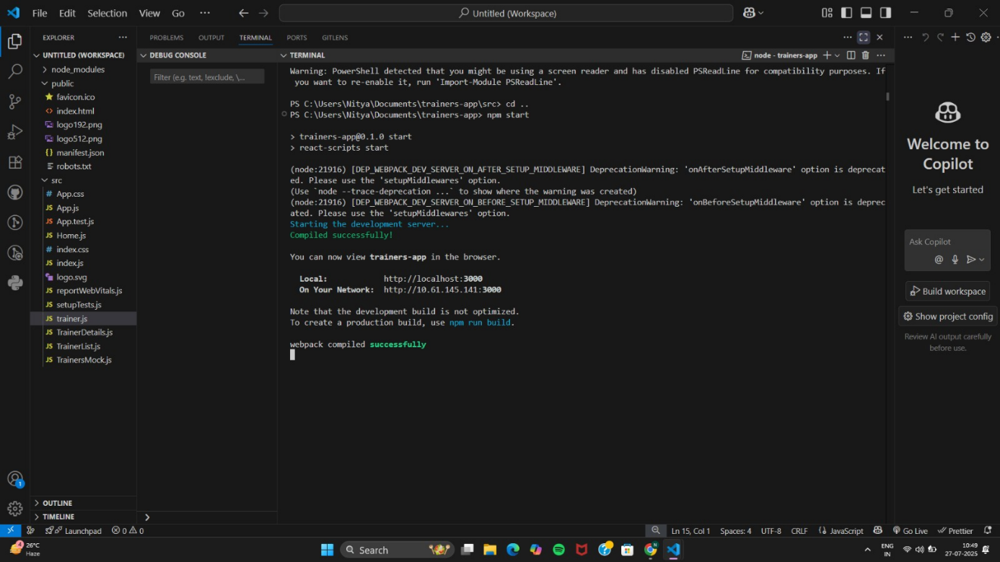 File Edit Selection View Go ··· Untitled (Workspace)
EXPLORER ···
UNTITLED (WORKSPACE)
node_modules
public
favicon.ico
index.html
logo192.png
logo512.png
{} manifest.json
robots.txt
src
# App.css
JS App.js
JS App.test.js
JS Home.js
# index.css
JS index.js
logo.svg
JS reportWebVitals.js
JS setupTests.js
JS trainer.js
JS TrainerDetails.js
JS TrainerList.js
JS TrainersMock.js
OUTLINE
TIMELINE
PROBLEMS OUTPUT TERMINAL PORTS GITLENS
DEBUG CONSOLE
Filter (e.g. text, !exclude, \...
TERMINAL
node - trainers-app
Warning: PowerShell detected that you might be using a screen reader and has disabled PSReadLine for compatibility purposes. If
you want to re-enable it, run 'Import-Module PSReadLine'.
PS C:\Users\Nitya\Documents\trainers-app\src> cd ..
PS C:\Users\Nitya\Documents\trainers-app> npm start
> trainers-app@0.1.0 start
> react-scripts start
(node:21916) [DEP_WEBPACK_DEV_SERVER_ON_AFTER_SETUP_MIDDLEWARE] DeprecationWarning: 'onAfterSetupMiddleware' option is deprecat
ed. Please use the 'setupMiddlewares' option.
(Use `node --trace-deprecation ...` to show where the warning was created)
(node:21916) [DEP_WEBPACK_DEV_SERVER_ON_BEFORE_SETUP_MIDDLEWARE] DeprecationWarning: 'onBeforeSetupMiddleware' option is deprec
ated. Please use the 'setupMiddlewares' option.
Starting the development server...
Compiled successfully!
You can now view trainers-app in the browser.
Local: http://localhost:3000
On Your Network: http://10.61.145.141:3000
Note that the development build is not optimized.
To create a production build, use npm run build.
webpack compiled successfully
Welcome to
Copilot
Let's get started
Ask Copilot
@
Build workspace
Show project config
Review AI output carefully
before use.
1
Launchpad 0 0 Ln 15, Col 1 Spaces: 4 UTF-8 CRLF JavaScript Go Live Prettier
26°C
Haze
Search
ENG
IN
10:49
27-07-2025